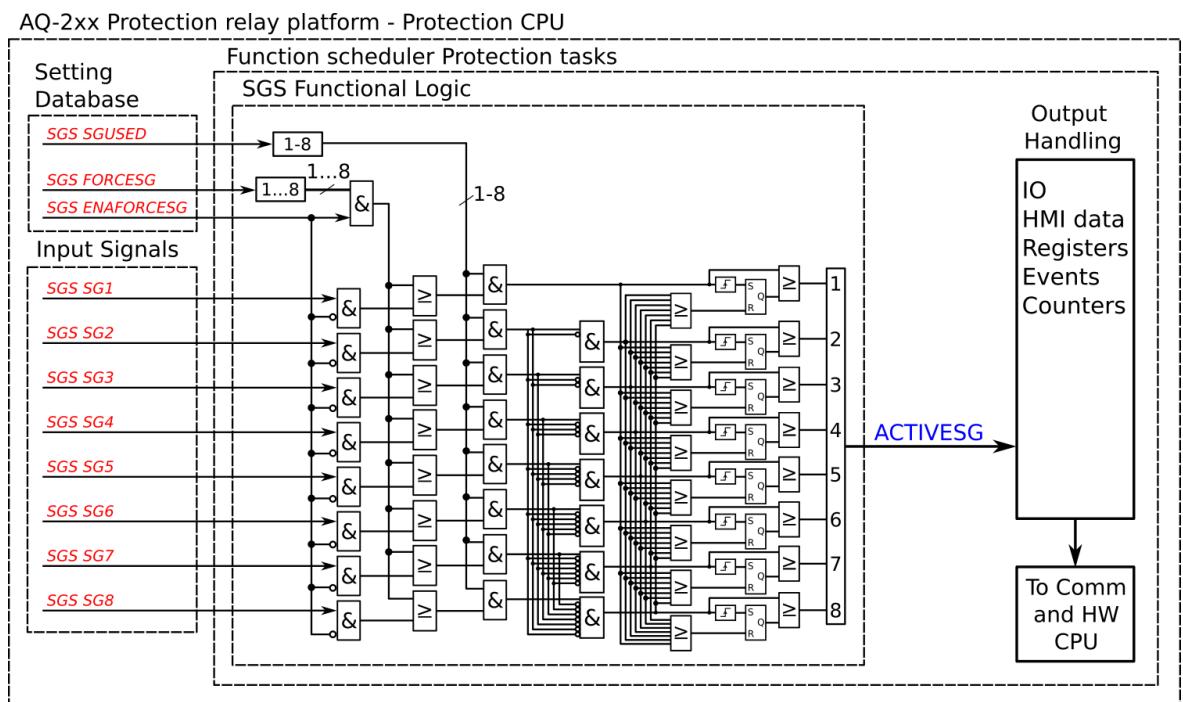 AQ-2xx Protection relay platform - Protection CPU
Function scheduler Protection tasks
Setting
Database
SGS Functional Logic
SGS SGUSED
1-8
SGS FORCESG
1...8
1...8
&
1-8
SGS ENAFORCESG
Input Signals
SGS SG1
SGS SG2
SGS SG3
SGS SG4
SGS SG5
SGS SG6
SGS SG7
SGS SG8
& ≥ & ≥ S Q R ≥ 1
& ≥ & & ≥ S Q R ≥ 2
& ≥ & & ≥ S Q R ≥ 3
& ≥ & & ≥ S Q R ≥ 4
& ≥ & & ≥ S Q R ≥ 5
& ≥ & & ≥ S Q R ≥ 6
& ≥ & & ≥ S Q R ≥ 7
& ≥ & & ≥ S Q R ≥ 8
ACTIVESG
Output
Handling
IO
HMI data
Registers
Events
Counters
To Comm
and HW
CPU